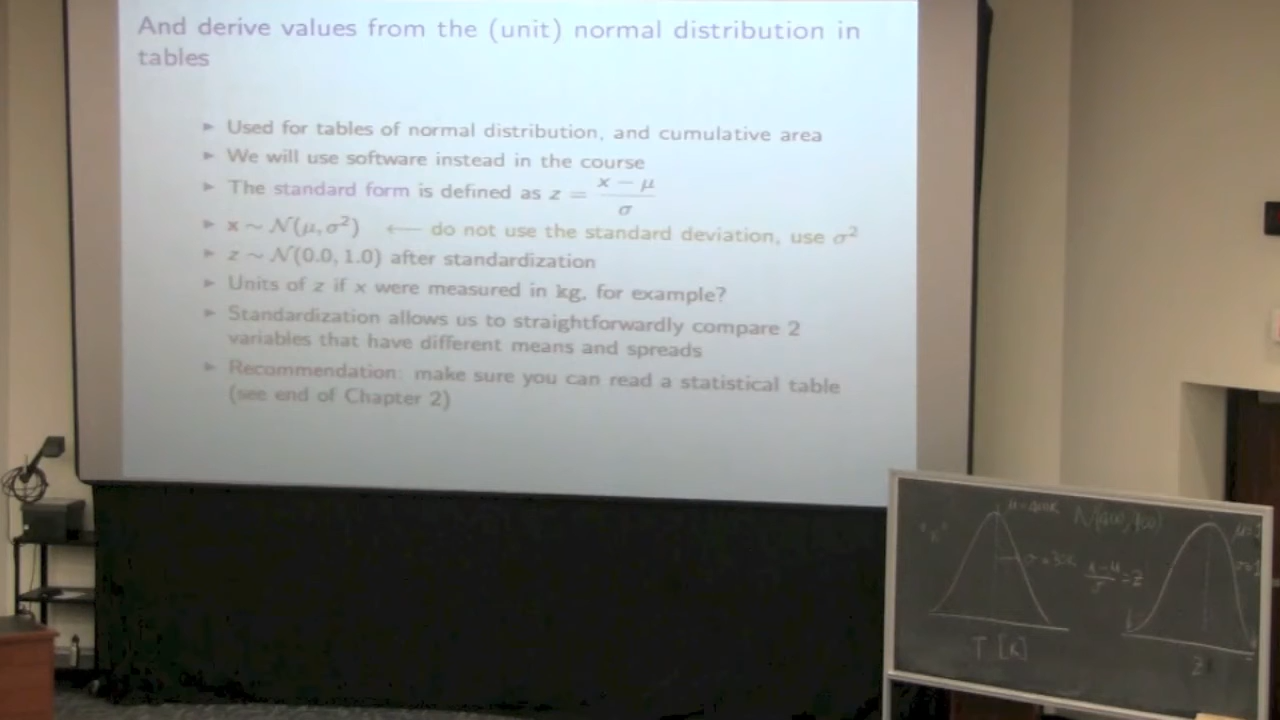 And derive values from the (unit) normal distribution in
tables
► Used for tables of normal distribution, and cumulative area
► We will use software instead in the course
► The standard form is defined as z = (x − μ)/σ
► x ∼ N(μ, σ²) ⟵ do not use the standard deviation, use σ²
► z ∼ N(0.0, 1.0) after standardization
► Units of z if x were measured in kg, for example?
► Standardization allows us to straightforwardly compare 2
variables that have different means and spreads
► Recommendation: make sure you can read a statistical table
(see end of Chapter 2)
"x"
μ = 400K
(x − μ)/σ = z
T [K]
z